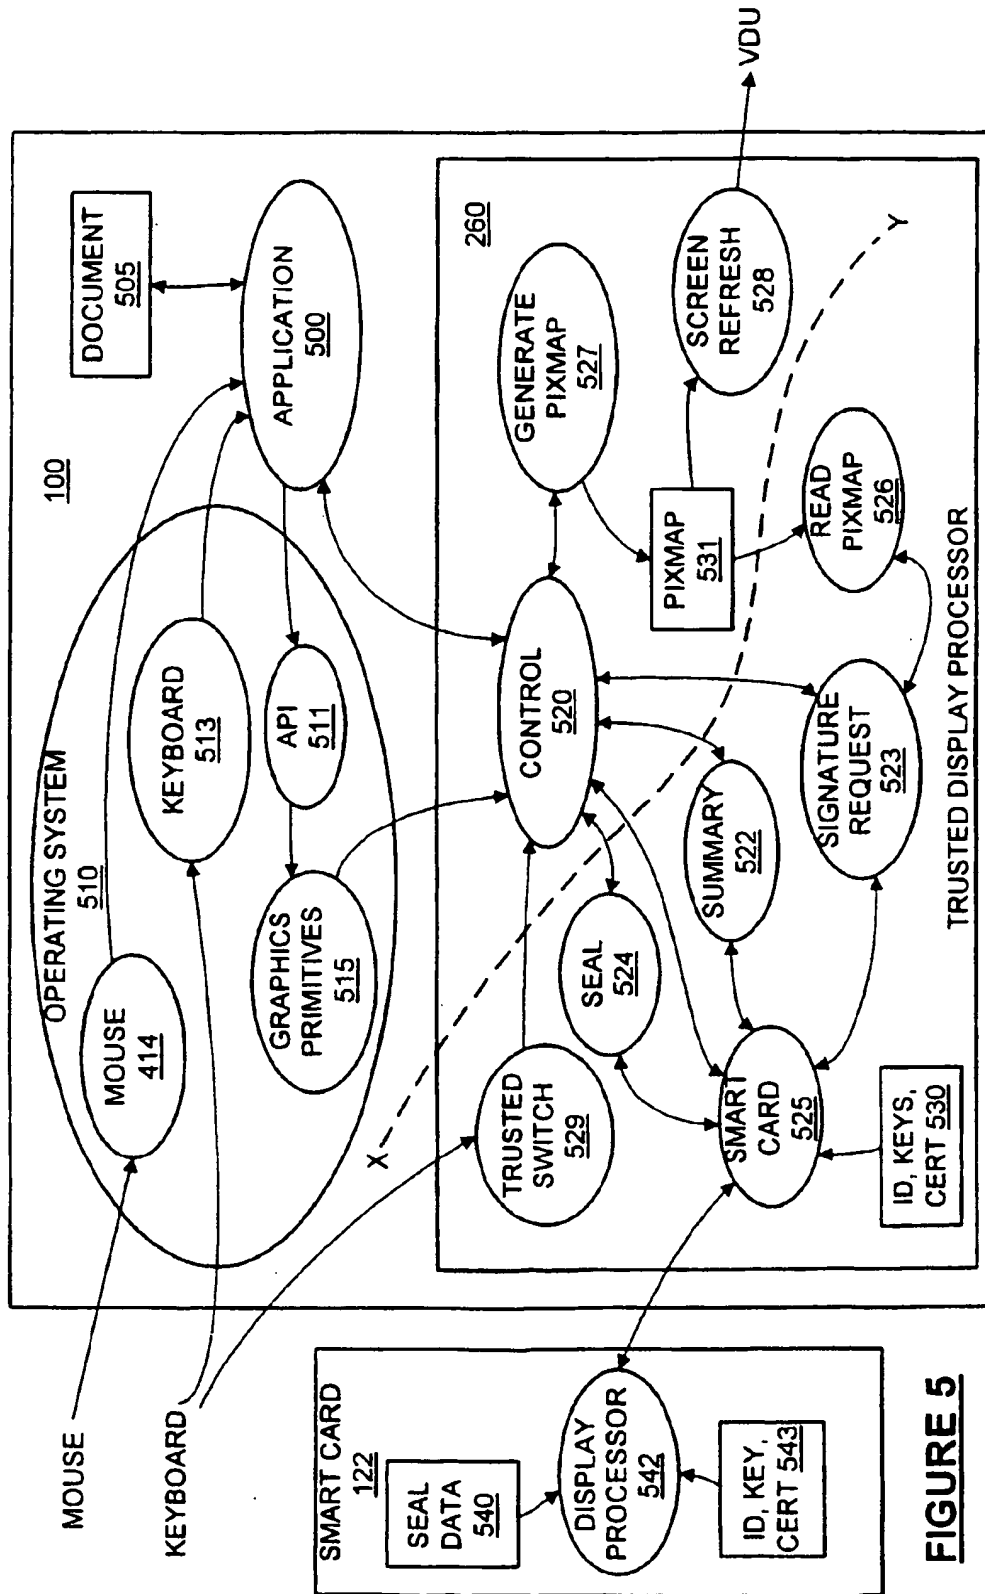 MOUSE
KEYBOARD
100
OPERATING SYSTEM
510
MOUSE
414
KEYBOARD
513
API
511
GRAPHICS
PRIMITIVES
515
DOCUMENT
505
APPLICATION
500
X
Y
260
TRUSTED
SWITCH
529
CONTROL
520
GENERATE
PIXMAP
527
SEAL
524
SUMMARY
522
PIXMAP
531
SCREEN
REFRESH
528
VDU
SMART
CARD
525
SIGNATURE
REQUEST
523
READ
PIXMAP
526
ID, KEYS,
CERT 530
TRUSTED DISPLAY PROCESSOR
SMART CARD
122
SEAL
DATA
540
DISPLAY
PROCESSOR
542
ID, KEY,
CERT 543
FIGURE 5